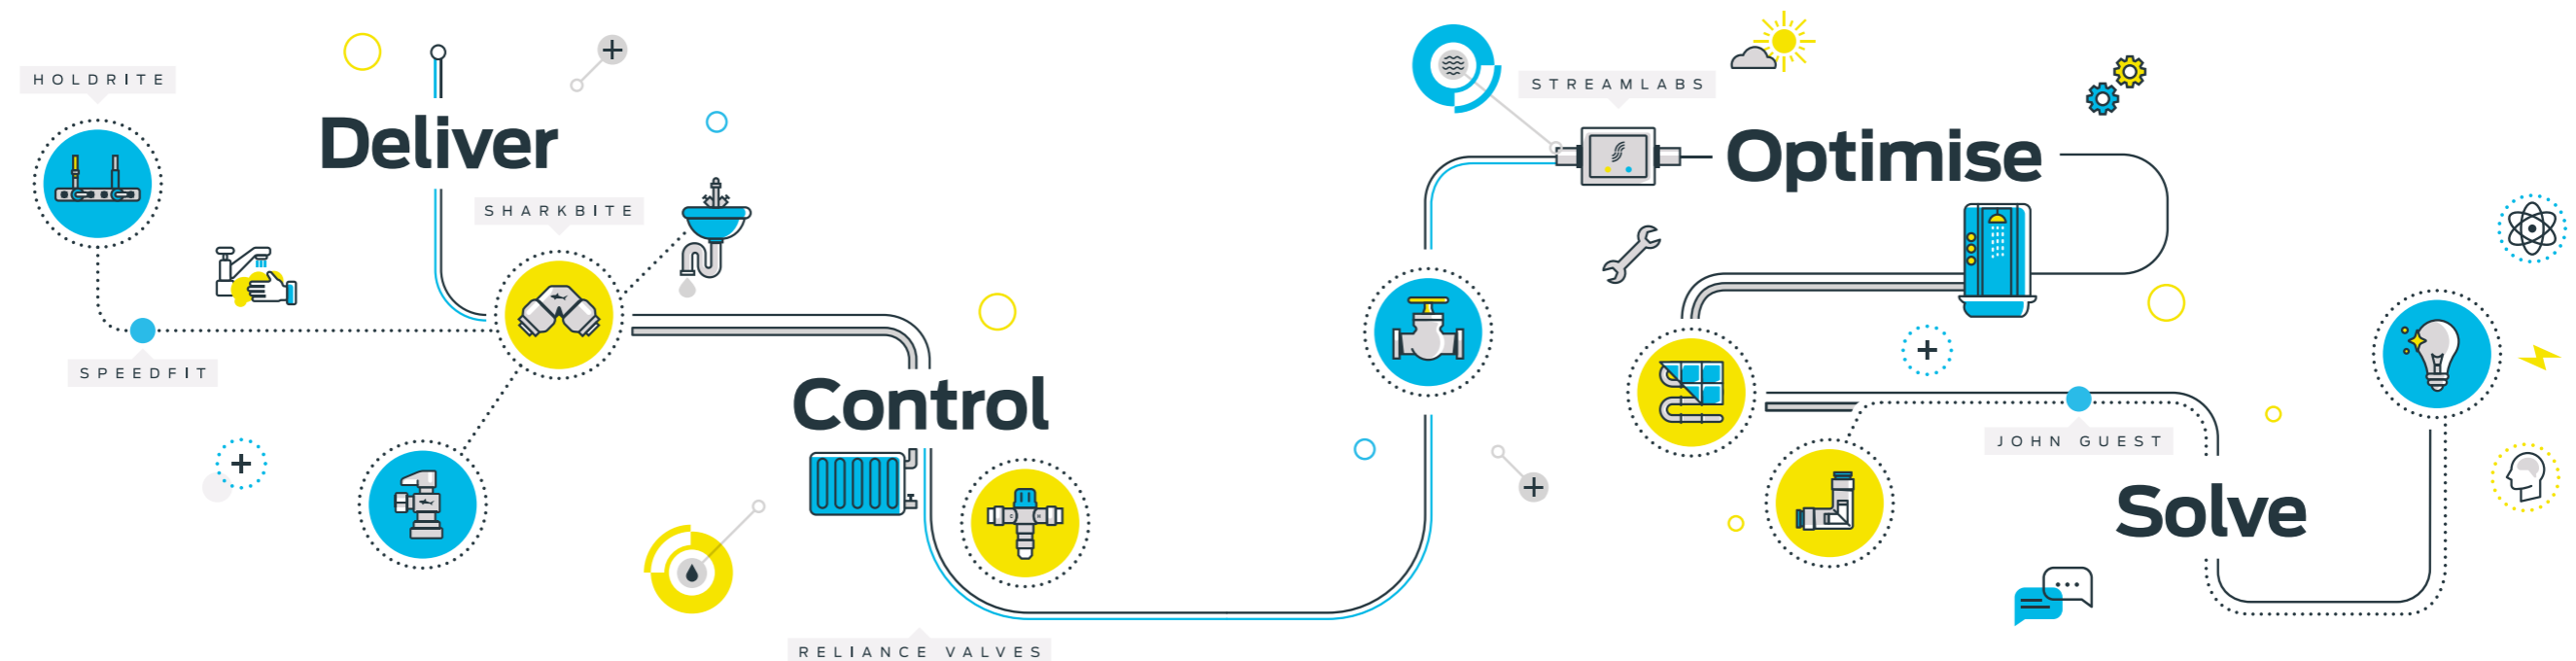 HOLDRITE
Deliver
SHARKBITE
SPEEDFIT
Control
RELIANCE VALVES
STREAMLABS
Optimise
JOHN GUEST
Solve